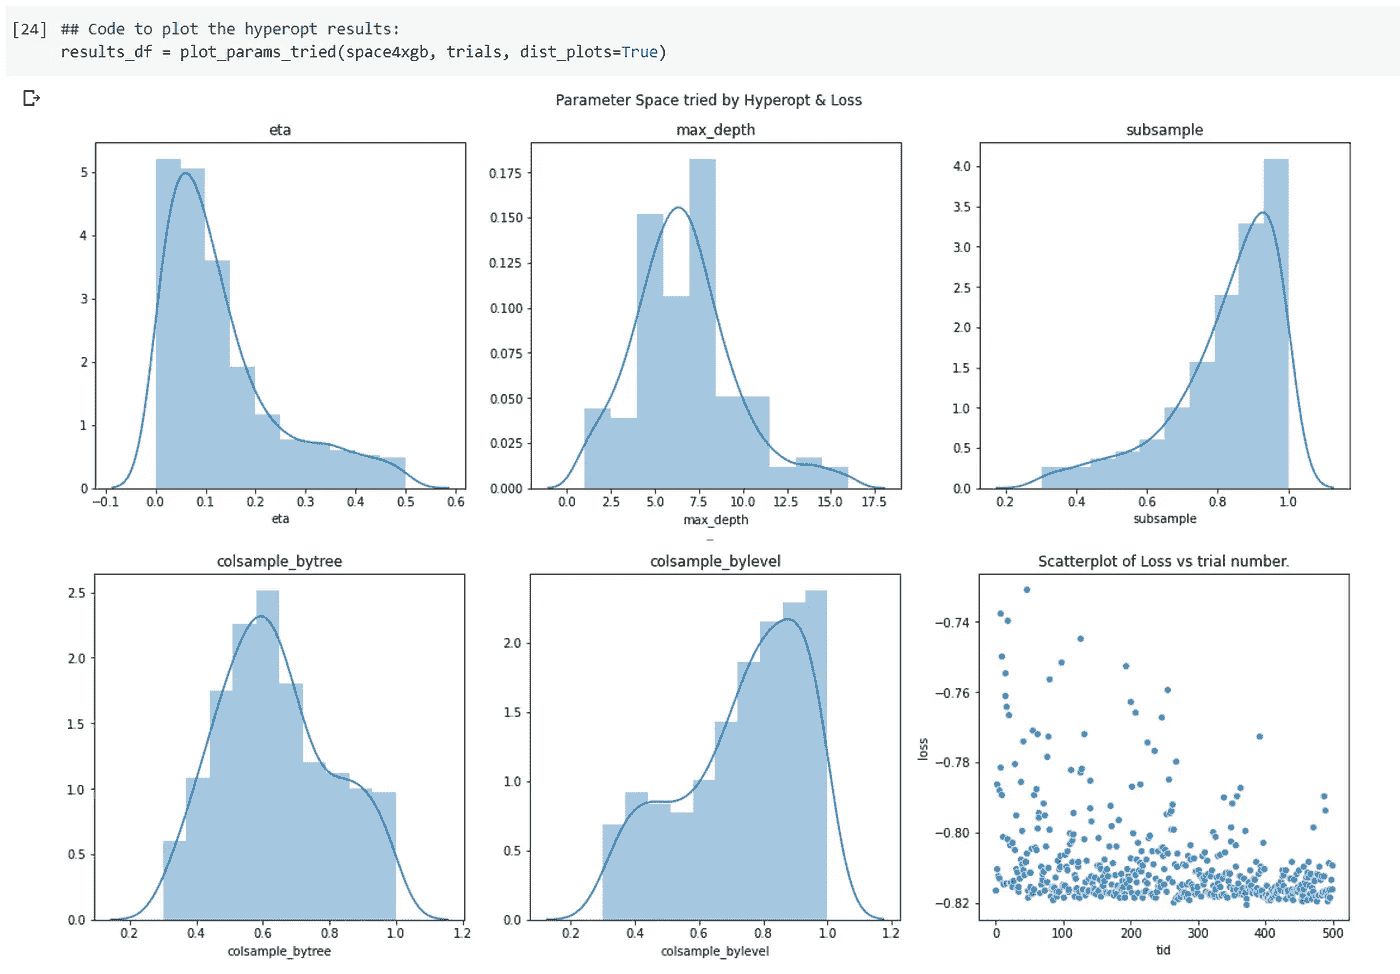 [24] ## Code to plot the hyperopt results:
results_df = plot_params_tried(space4xgb, trials, dist_plots=True)
Parameter Space tried by Hyperopt & Loss
eta
5
4
3
2
1
0
−0.1 0.0 0.1 0.2 0.3 0.4 0.5 0.6
eta
max_depth
0.175
0.150
0.125
0.100
0.075
0.050
0.025
0.000
0.0 2.5 5.0 7.5 10.0 12.5 15.0 17.5
max_depth
subsample
4.0
3.5
3.0
2.5
2.0
1.5
1.0
0.5
0.0
0.2 0.4 0.6 0.8 1.0
subsample
colsample_bytree
2.5
2.0
1.5
1.0
0.5
0.0
0.2 0.4 0.6 0.8 1.0 1.2
colsample_bytree
colsample_bylevel
2.0
1.5
1.0
0.5
0.0
0.2 0.4 0.6 0.8 1.0 1.2
colsample_bylevel
Scatterplot of Loss vs trial number.
−0.74
−0.76
−0.78
−0.80
−0.82
loss
0 100 200 300 400 500
tid